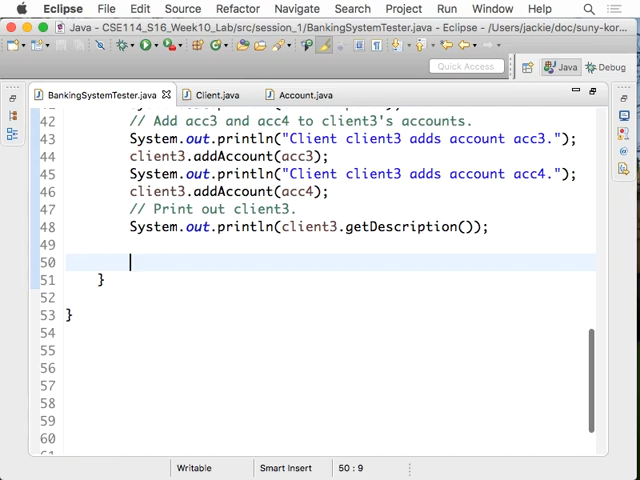 Eclipse File Edit Source Refactor Navigate Search Project Run Window Help
Java - CSE114_S16_Week10_Lab/src/session_1/BankingSystemTester.java - Eclipse - /Users/jackie/doc/suny-kor...
Quick Access
Java
Debug
BankingSystemTester.java Client.java Account.java
42 // Add acc3 and acc4 to client3's accounts.
43 System.out.println("Client client3 adds account acc3.");
44 client3.addAccount(acc3);
45 System.out.println("Client client3 adds account acc4.");
46 client3.addAccount(acc4);
47 // Print out client3.
48 System.out.println(client3.getDescription());
49
50
51 }
52
53 }
54
55
56
57
58
59
60
Writable Smart Insert 50 : 9